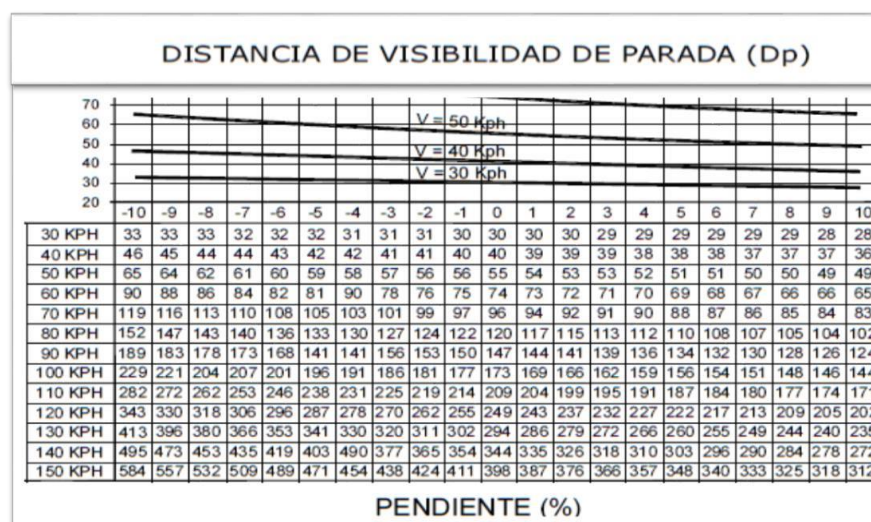 DISTANCIA DE VISIBILIDAD DE PARADA (Dp)
70
60
50
40
30
20
V = 50 Kph
V = 40 Kph
V = 30 Kph
-10 -9 -8 -7 -6 -5 -4 -3 -2 -1 0 1 2 3 4 5 6 7 8 9 10
30 KPH 33 33 33 32 32 32 31 31 31 30 30 30 30 29 29 29 29 29 29 28 28
40 KPH 46 45 44 44 43 42 42 41 41 40 40 39 39 39 38 38 38 37 37 37 36
50 KPH 65 64 62 61 60 59 58 57 56 56 55 54 53 53 52 51 51 50 50 49 49
60 KPH 90 88 86 84 82 81 90 78 76 75 74 73 72 71 70 69 68 67 66 66 65
70 KPH 119 116 113 110 108 105 103 101 99 97 96 94 92 91 90 88 87 86 85 84 83
80 KPH 152 147 143 140 136 133 130 127 124 122 120 117 115 113 112 110 108 107 105 104 102
90 KPH 189 183 178 173 168 141 141 156 153 150 147 144 141 139 136 134 132 130 128 126 124
100 KPH 229 221 204 207 201 196 191 186 181 177 173 169 166 162 159 156 154 151 148 146 144
110 KPH 282 272 262 253 246 238 231 225 219 214 209 204 199 195 191 187 184 180 177 174 171
120 KPH 343 330 318 306 296 287 278 270 262 255 249 243 237 232 227 222 217 213 209 205 202
130 KPH 413 396 380 366 353 341 330 320 311 302 294 286 279 272 266 260 255 249 244 240 235
140 KPH 495 473 453 435 419 403 490 377 365 354 344 335 326 318 310 303 296 290 284 278 272
150 KPH 584 557 532 509 489 471 454 438 424 411 398 387 376 366 357 348 340 333 325 318 312
PENDIENTE (%)